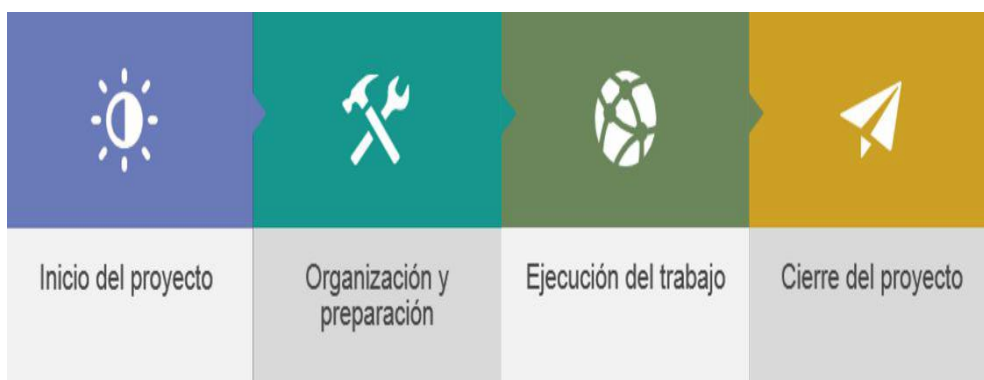 Inicio del proyecto
Organización y
preparación
Ejecución del trabajo
Cierre del proyecto